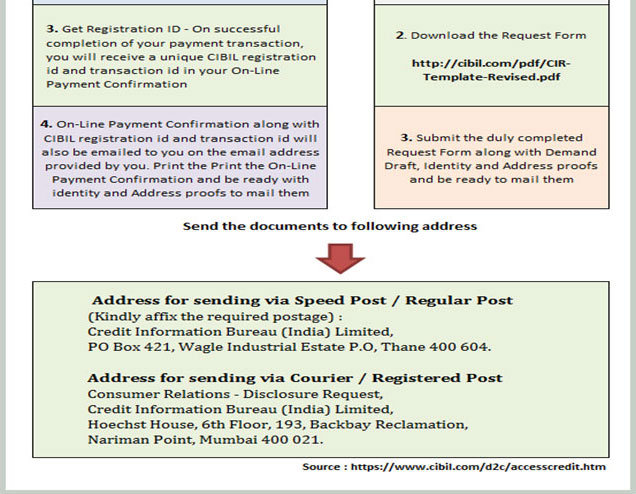 3. Get Registration ID - On successful
completion of your payment transaction,
you will receive a unique CIBIL registration
id and transaction id in your On-Line
Payment Confirmation
4. On-Line Payment Confirmation along with
CIBIL registration id and transaction id will
also be emailed to you on the email address
provided by you. Print the Print the On-Line
Payment Confirmation and be ready with
identity and Address proofs to mail them
2. Download the Request Form
http://cibil.com/pdf/CIR-
Template-Revised.pdf
3. Submit the duly completed
Request Form along with Demand
Draft, Identity and Address proofs
and be ready to mail them
Send the documents to following address
Address for sending via Speed Post / Regular Post
(Kindly affix the required postage) :
Credit Information Bureau (India) Limited,
PO Box 421, Wagle Industrial Estate P.O, Thane 400 604.
Address for sending via Courier / Registered Post
Consumer Relations - Disclosure Request,
Credit Information Bureau (India) Limited,
Hoechst House, 6th Floor, 193, Backbay Reclamation,
Nariman Point, Mumbai 400 021.
Source : https://www.cibil.com/d2c/accesscredit.htm